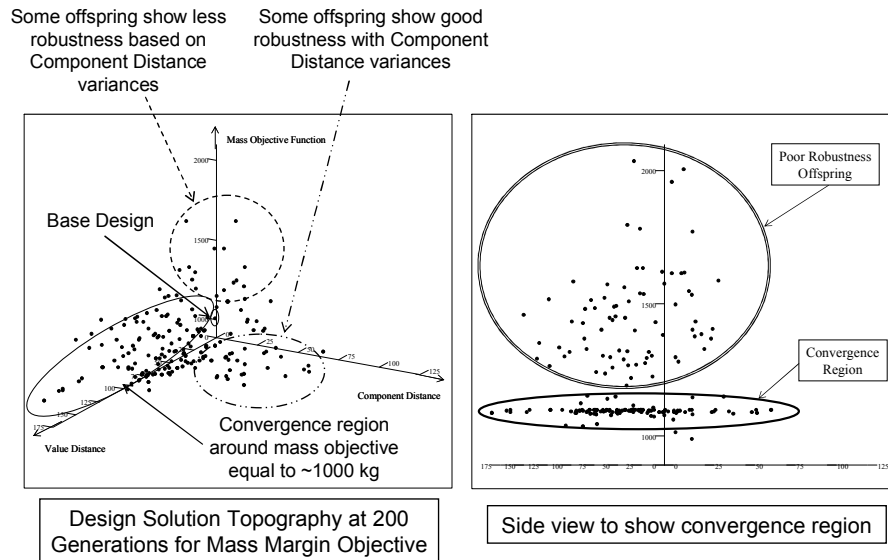 Some offspring show less
robustness based on
Component Distance
variances
Some offspring show good
robustness with Component
Distance variances
Mass Objective Function
2000
1500
1000
Base Design
0
25
50
75
100
125
Component Distance
100
125
150
175
Value Distance
Convergence region
around mass objective
equal to ~1000 kg
Design Solution Topography at 200
Generations for Mass Margin Objective
Poor Robustness
Offspring
2000
1500
Convergence
Region
1000
175 150 125 100 75 50 25 0 0 25 50 75 100 125
Side view to show convergence region